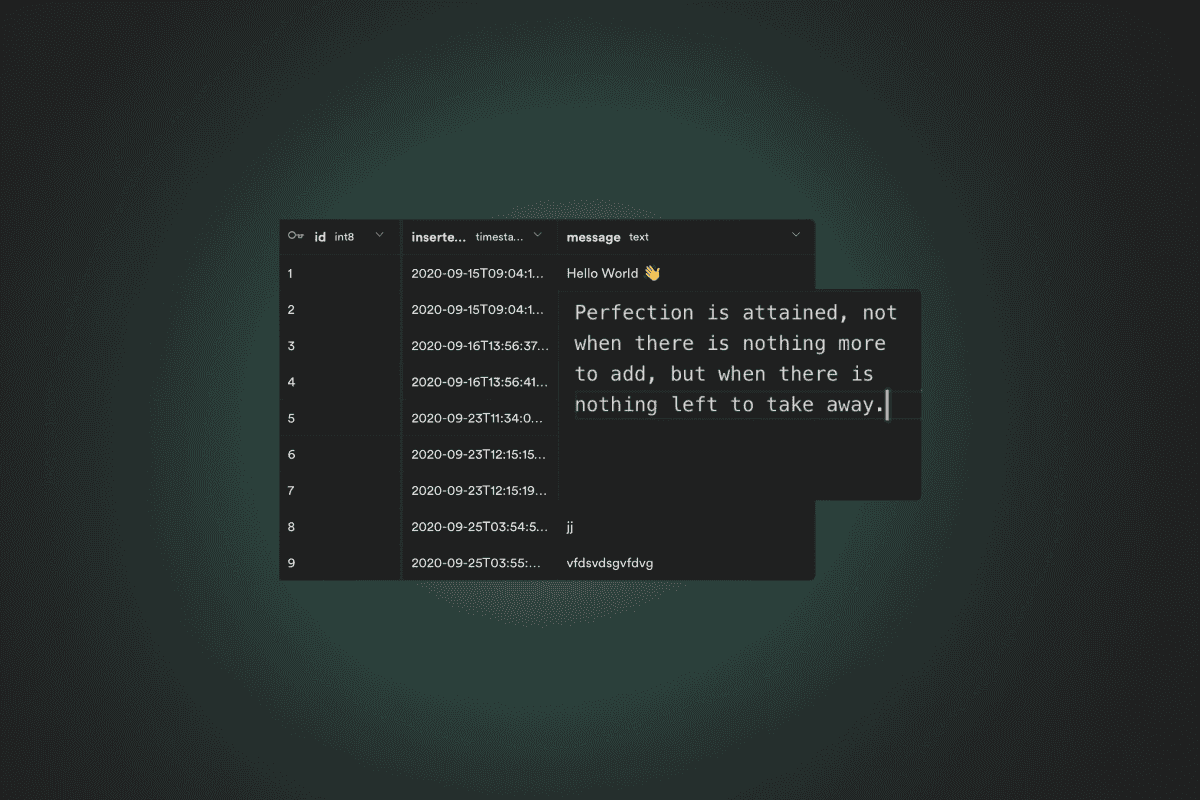 id int8 inserte... timesta... message text
1 2020-09-15T09:04:1... Hello World 👋
2 2020-09-15T09:04:1...
Perfection is attained, not
3 2020-09-16T13:56:37...
when there is nothing more
4 2020-09-16T13:56:41...
to add, but when there is
5 2020-09-23T11:34:0...
nothing left to take away.
6 2020-09-23T12:15:15...
7 2020-09-23T12:15:19...
8 2020-09-25T03:54:5... jj
9 2020-09-25T03:55:... vfdsvdsgvfdvg